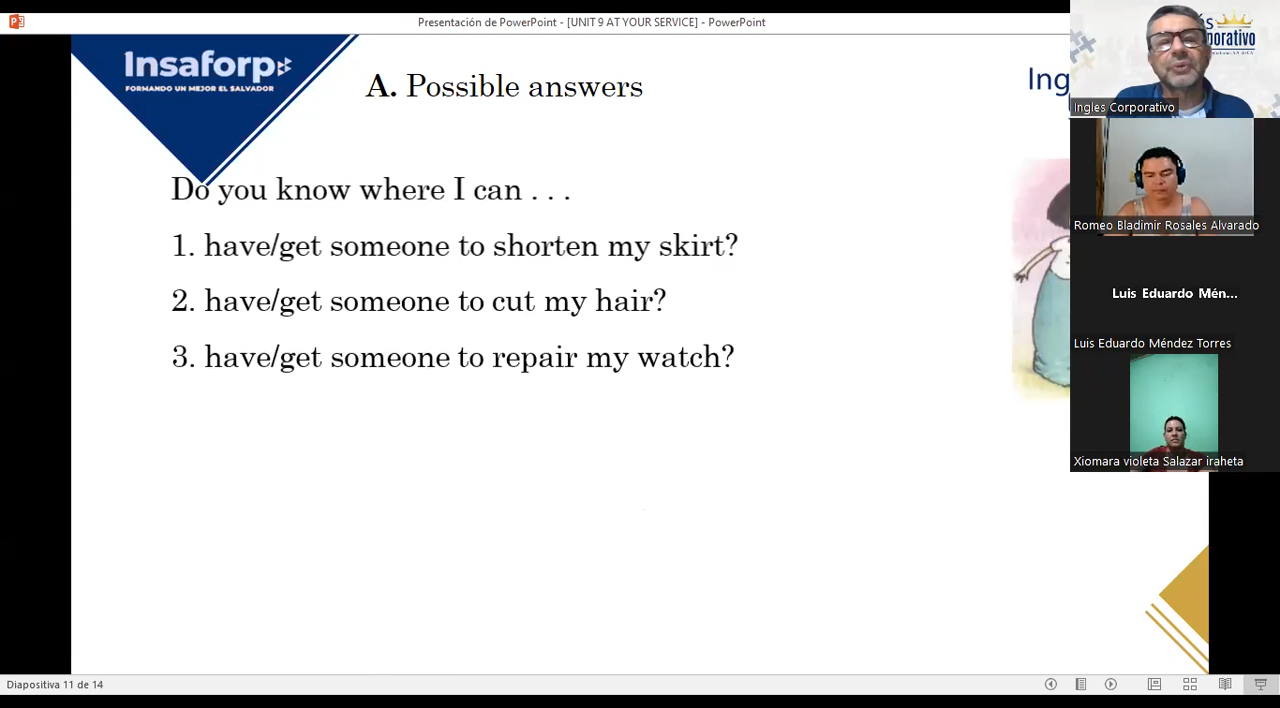 Presentación de PowerPoint - [UNIT 9 AT YOUR SERVICE] - PowerPoint
Insaforp
FORMANDO UN MEJOR EL SALVADOR
A. Possible answers
Ing
Do you know where I can . . .
1. have/get someone to shorten my skirt?
2. have/get someone to cut my hair?
3. have/get someone to repair my watch?
Ingles Corporativo
Romeo Bladimir Rosales Alvarado
Luis Eduardo Mén...
Luis Eduardo Méndez Torres
Xiomara violeta Salazar iraheta
Diapositiva 11 de 14